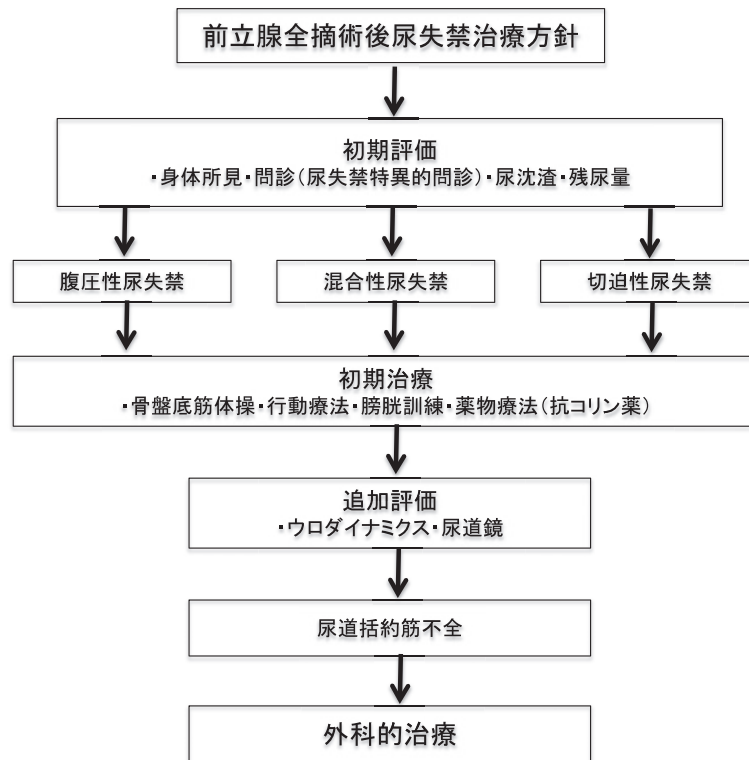 前立腺全摘術後尿失禁治療方針
初期評価
・身体所見・問診(尿失禁特異的問診)・尿沈渣・残尿量
腹圧性尿失禁
混合性尿失禁
切迫性尿失禁
初期治療
・骨盤底筋体操・行動療法・膀胱訓練・薬物療法(抗コリン薬)
追加評価
・ウロダイナミクス・尿道鏡
尿道括約筋不全
外科的治療